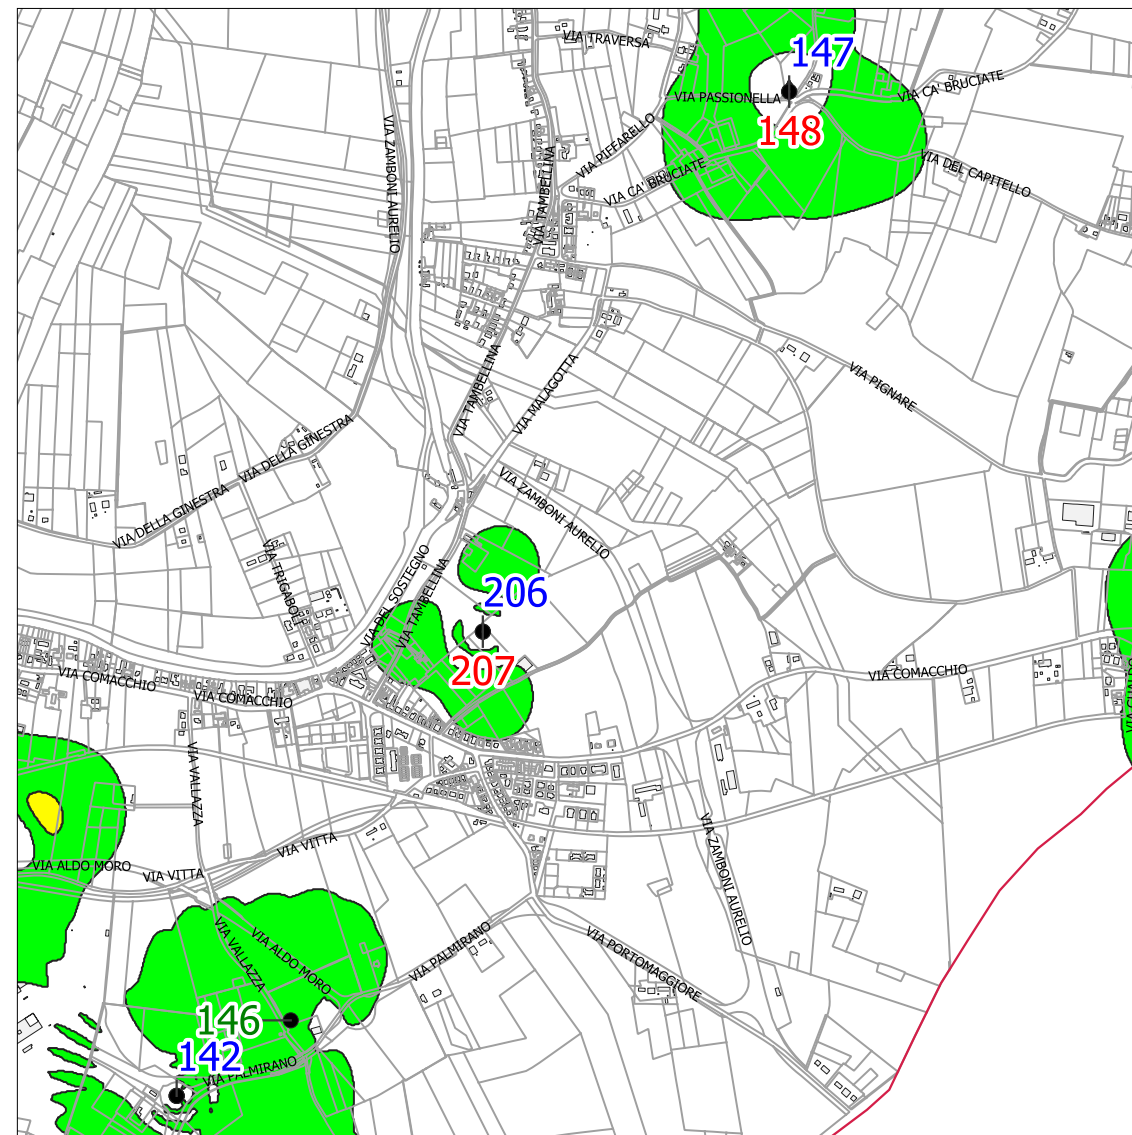 VIA TRAVERSA
147
VIA CA' BRUCIATE
VIA PASSIONELLA
148
VIA PIFFARELLO
VIA ZAMBONI AURELIO
VIA TAMBELLINA
VIA CA' BRUCIATE
VIA DEL CAPITELLO
VIA TAMBELLINA
VIA MALAGOTTA
VIA PIGNARE
VIA DELLA GINESTRA
VIA DELLA GINESTRA
VIA ZAMBONI AURELIO
VIA TRIGABOLI
VIA DEL SOSTEGNO
VIA TAMBELLINA
206
207
VIA COMACCHIO
VIA COMACCHIO
VIA COMACCHIO
VIA GUALDO
VIA VALLAZZA
VIA ALDO MORO
VIA VITTA
VIA VITTA
VIA ZAMBONI AURELIO
VIA VALLAZZA
VIA ALDO MORO
VIA PALMIRANO
VIA PORTOMAGGIORE
146
142
VIA PALMIRANO